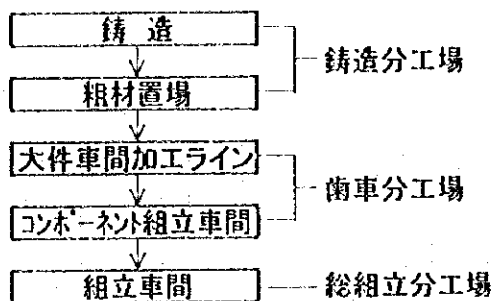 鋳造
鋳造分工場
粗材置場
大件車間加工ライン
歯車分工場
コンポーネント組立車間
組立車間
総組立分工場